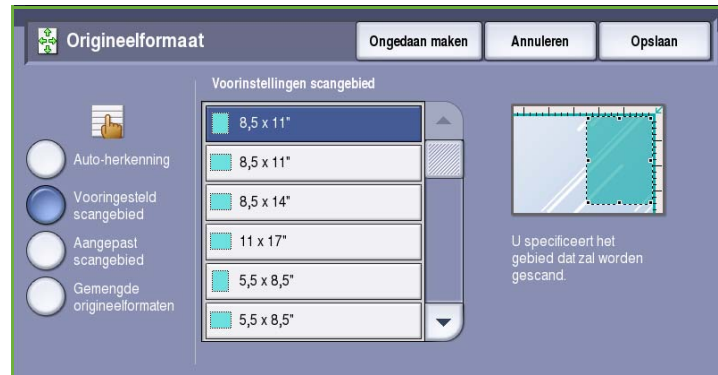 Origineelformaat
Ongedaan maken
Annuleren
Opslaan
Voorinstellingen scangebied
Auto-herkenning
Vooringesteld
scangebied
Aangepast
scangebied
Gemengde
origineelformaten
8,5 x 11"
8,5 x 11"
8,5 x 14"
11 x 17"
5,5 x 8,5"
5,5 x 8,5"
U specificeert het
gebied dat zal worden
gescand.